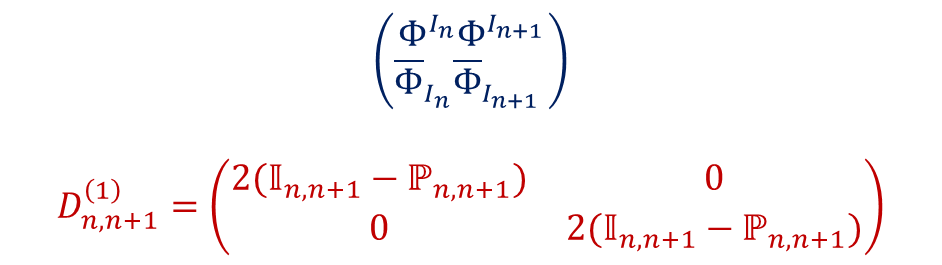 (Φ^{I_n} Φ^{I_{n+1}}
Φ̅_{I_n} Φ̅_{I_{n+1}})
D^{(1)}_{n,n+1} = (2(𝕀_{n,n+1} − ℙ_{n,n+1}) 0
0 2(𝕀_{n,n+1} − ℙ_{n,n+1}))